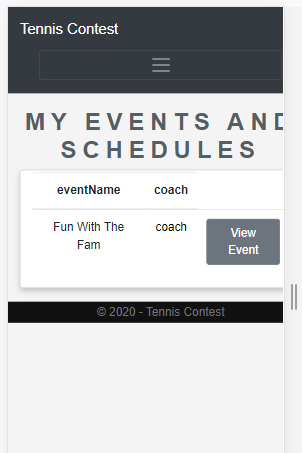 Tennis Contest
MY EVENTS AND
SCHEDULES
eventName coach
Fun With The
Fam
coach
View
Event
© 2020 - Tennis Contest